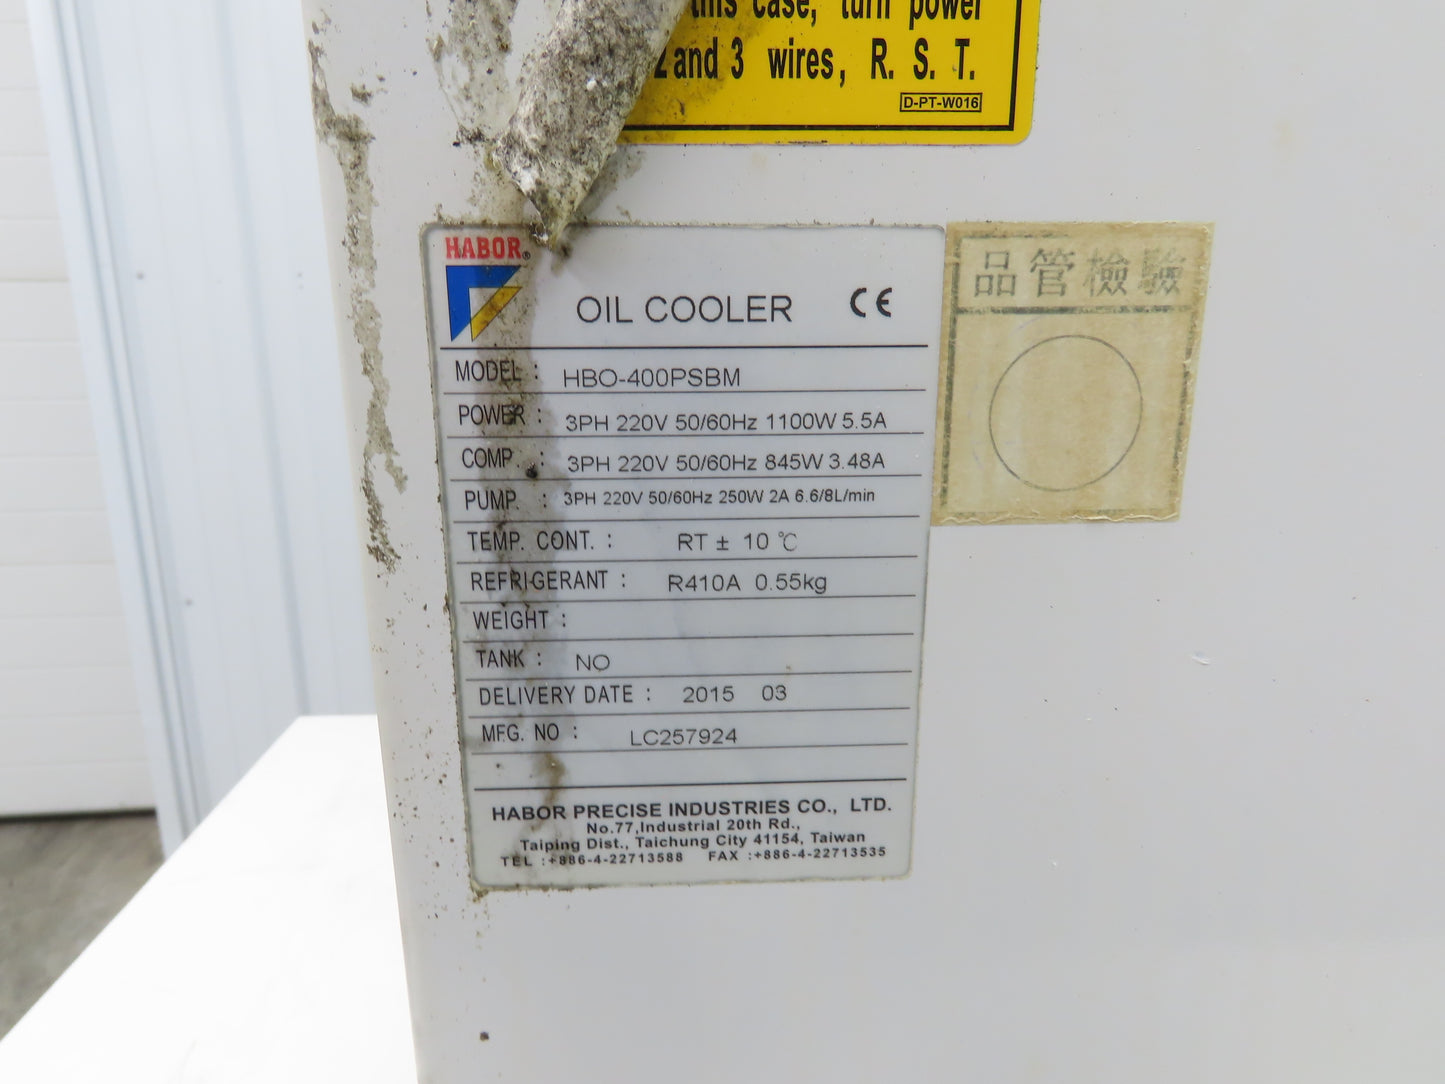 this case, turn power
2 and 3 wires, R. S. T.
D-PT-W016
HABOR®
OIL COOLER CE
MODEL : HBO-400PSBM
POWER : 3PH 220V 50/60Hz 1100W 5.5A
COMP. : 3PH 220V 50/60Hz 845W 3.48A
PUMP. : 3PH 220V 50/60Hz 250W 2A 6.6/8L/min
TEMP. CONT. : RT ± 10 ℃
REFRIGERANT : R410A 0.55kg
WEIGHT :
TANK : NO
DELIVERY DATE : 2015 03
MFG. NO : LC257924
HABOR PRECISE INDUSTRIES CO., LTD.
No.77,Industrial 20th Rd.,
Taiping Dist., Taichung City 41154, Taiwan
TEL :+886-4-22713588 FAX :+886-4-22713535
品管檢驗